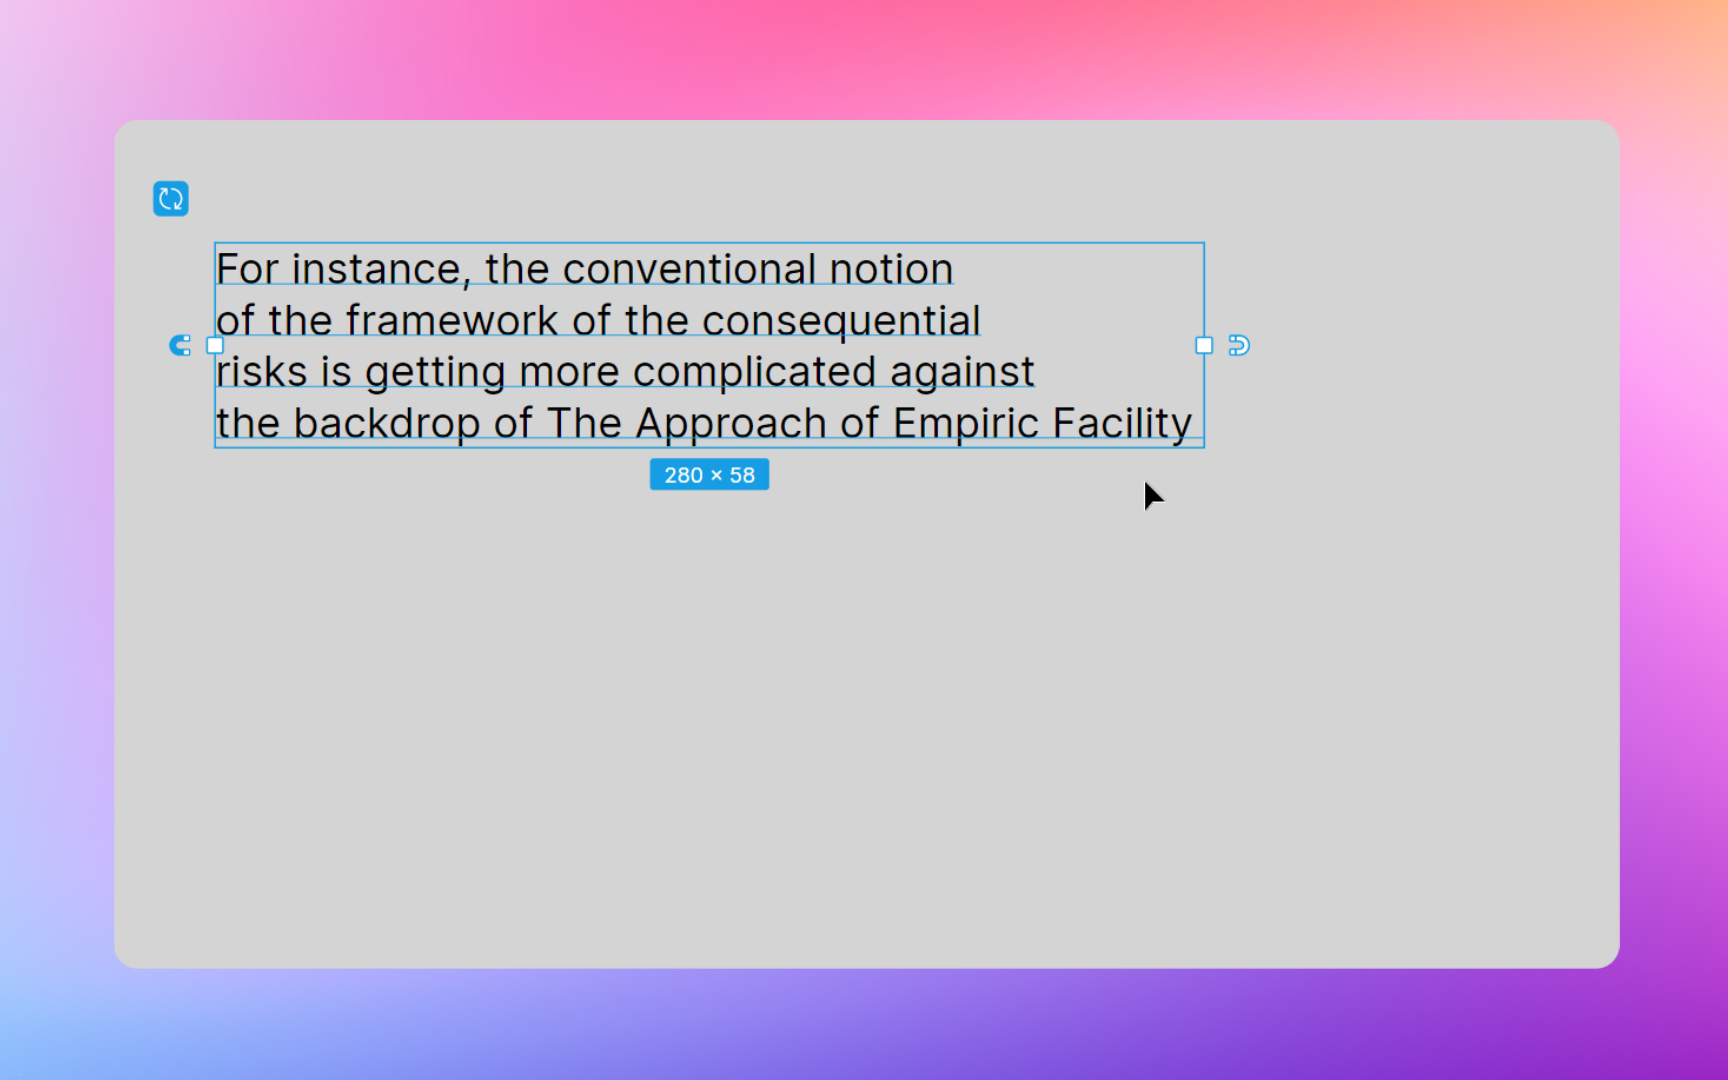 For instance, the conventional notion
of the framework of the consequential
risks is getting more complicated against
the backdrop of The Approach of Empiric Facility
280 × 58